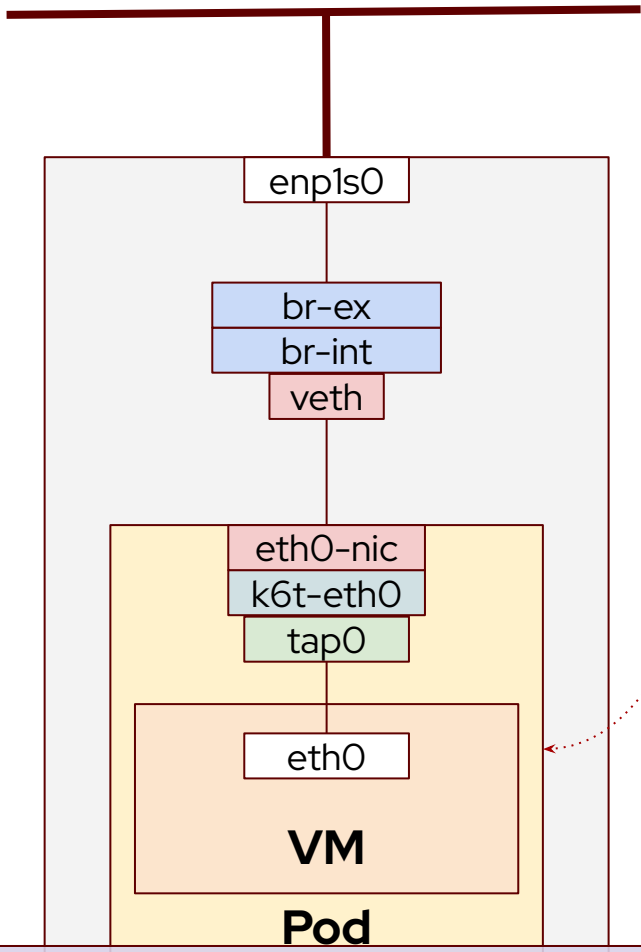 enp1s0
br-ex
br-int
veth
eth0-nic
k6t-eth0
tap0
eth0
VM
Pod